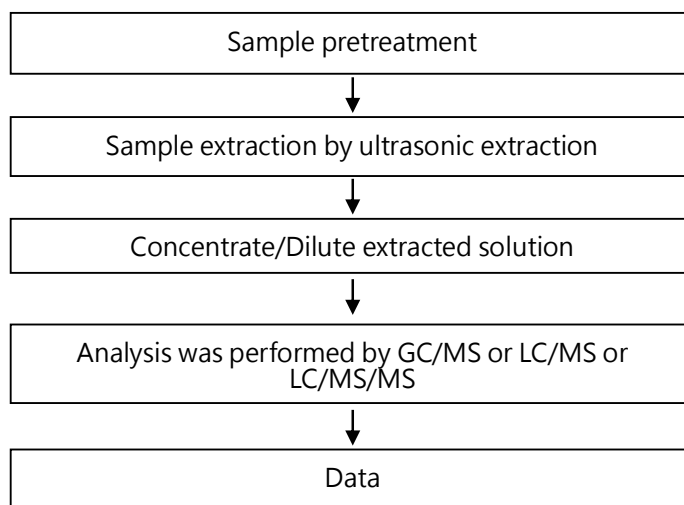 Sample pretreatment
Sample extraction by ultrasonic extraction
Concentrate/Dilute extracted solution
Analysis was performed by GC/MS or LC/MS or
LC/MS/MS
Data